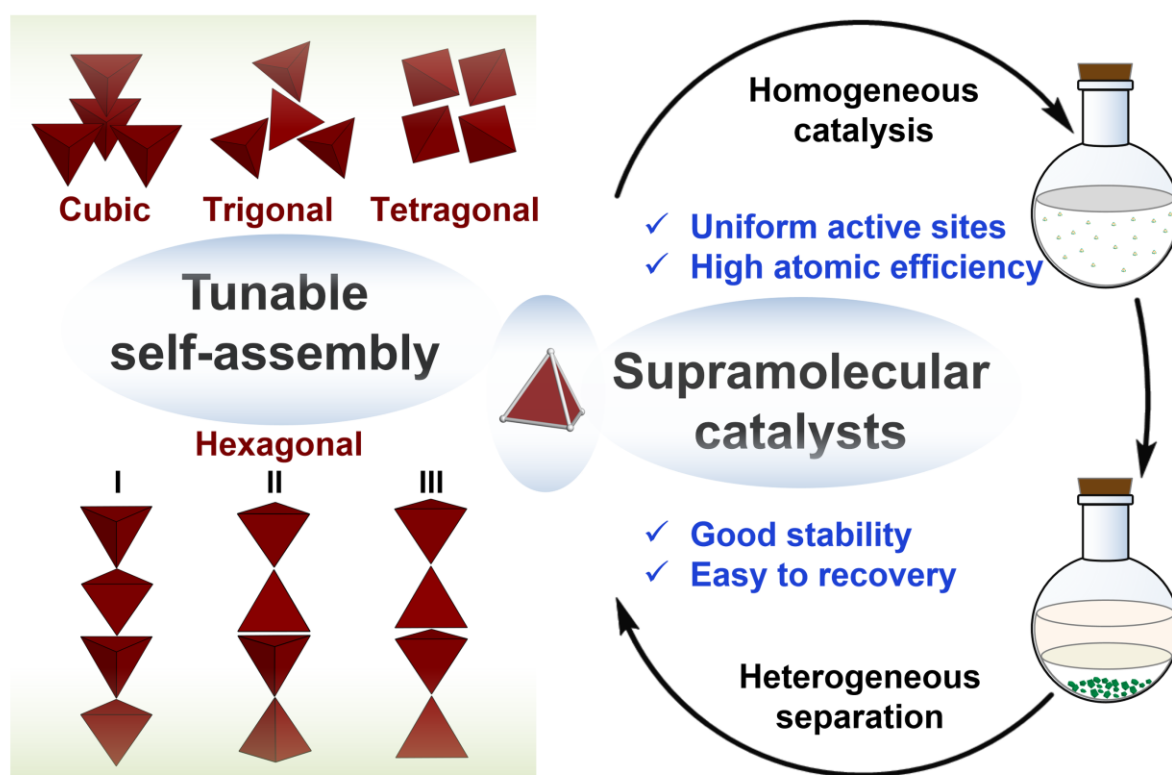 Cubic Trigonal Tetragonal
Tunable
self-assembly
Hexagonal
I II III
Homogeneous
catalysis
✓ Uniform active sites
✓ High atomic efficiency
Supramolecular
catalysts
✓ Good stability
✓ Easy to recovery
Heterogeneous
separation